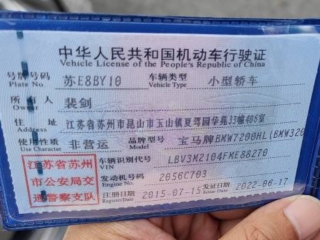 中华人民共和国机动车行驶证
Vehicle License of the People's Republic of China
号牌号码 苏E8BY10 车辆类型 小型轿车
Plate No. Vehicle Type
所有人 裴剑
Owner
住址 江苏省苏州市昆山市玉山镇夏驾园华苑33幢406室
Address
使用性质 非营运 品牌型号 宝马牌BMW7200HL(BMW320
Use Character Model
江苏省苏州
市公安局交
通警察支队
车辆识别代号 LBV3M2104FME88270
VIN
发动机号码 2056C703
Engine No.
注册日期 2015-07-15 发证日期 2022-06-17
Register Date Issue Date